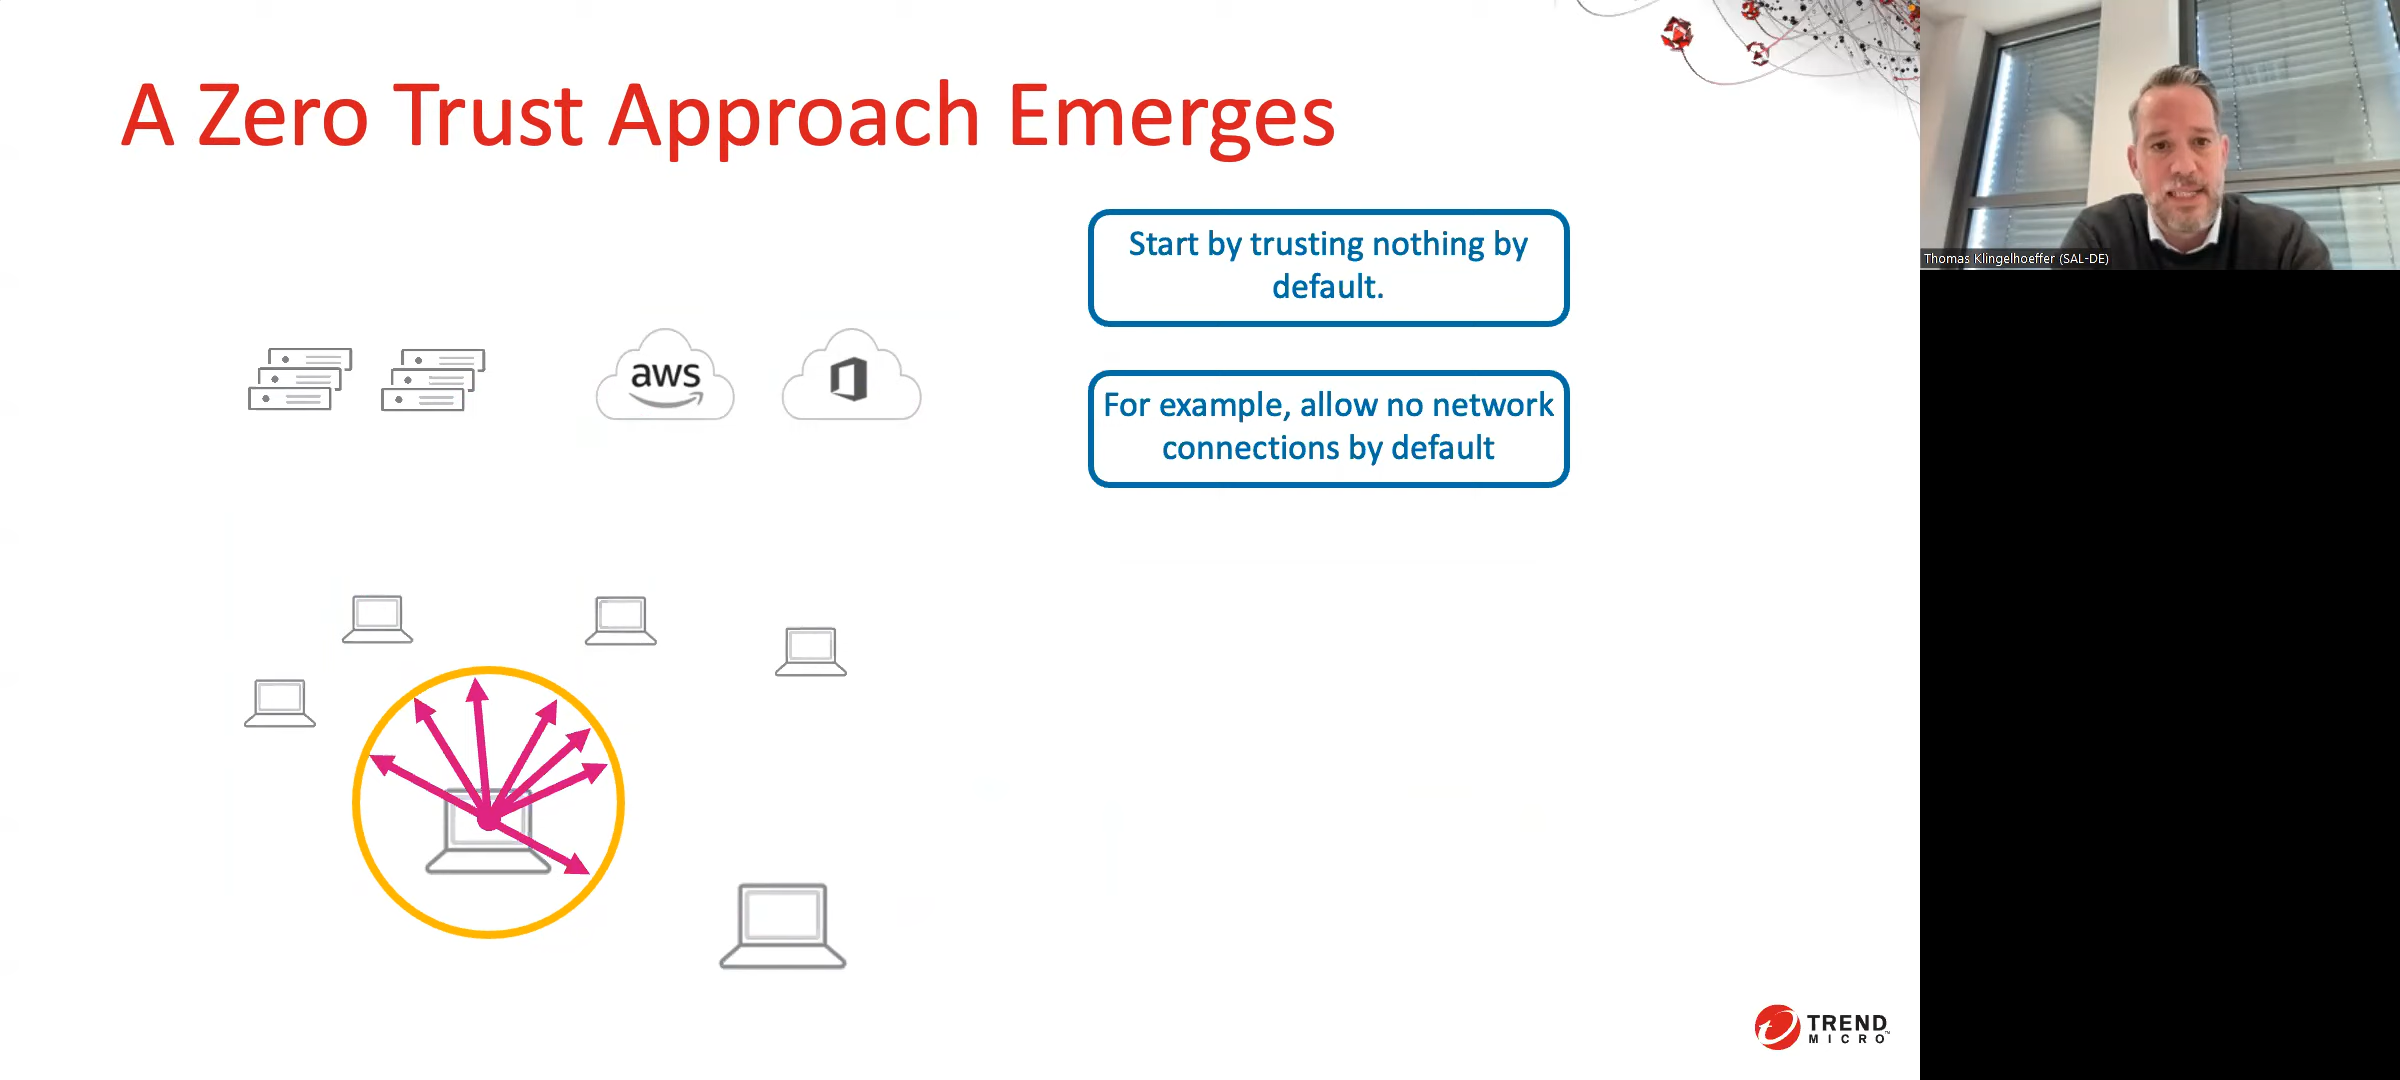 A Zero Trust Approach Emerges
Start by trusting nothing by
default.
For example, allow no network
connections by default
aws
Thomas Klingelhoeffer (SAL-DE)
TREND
MICRO™